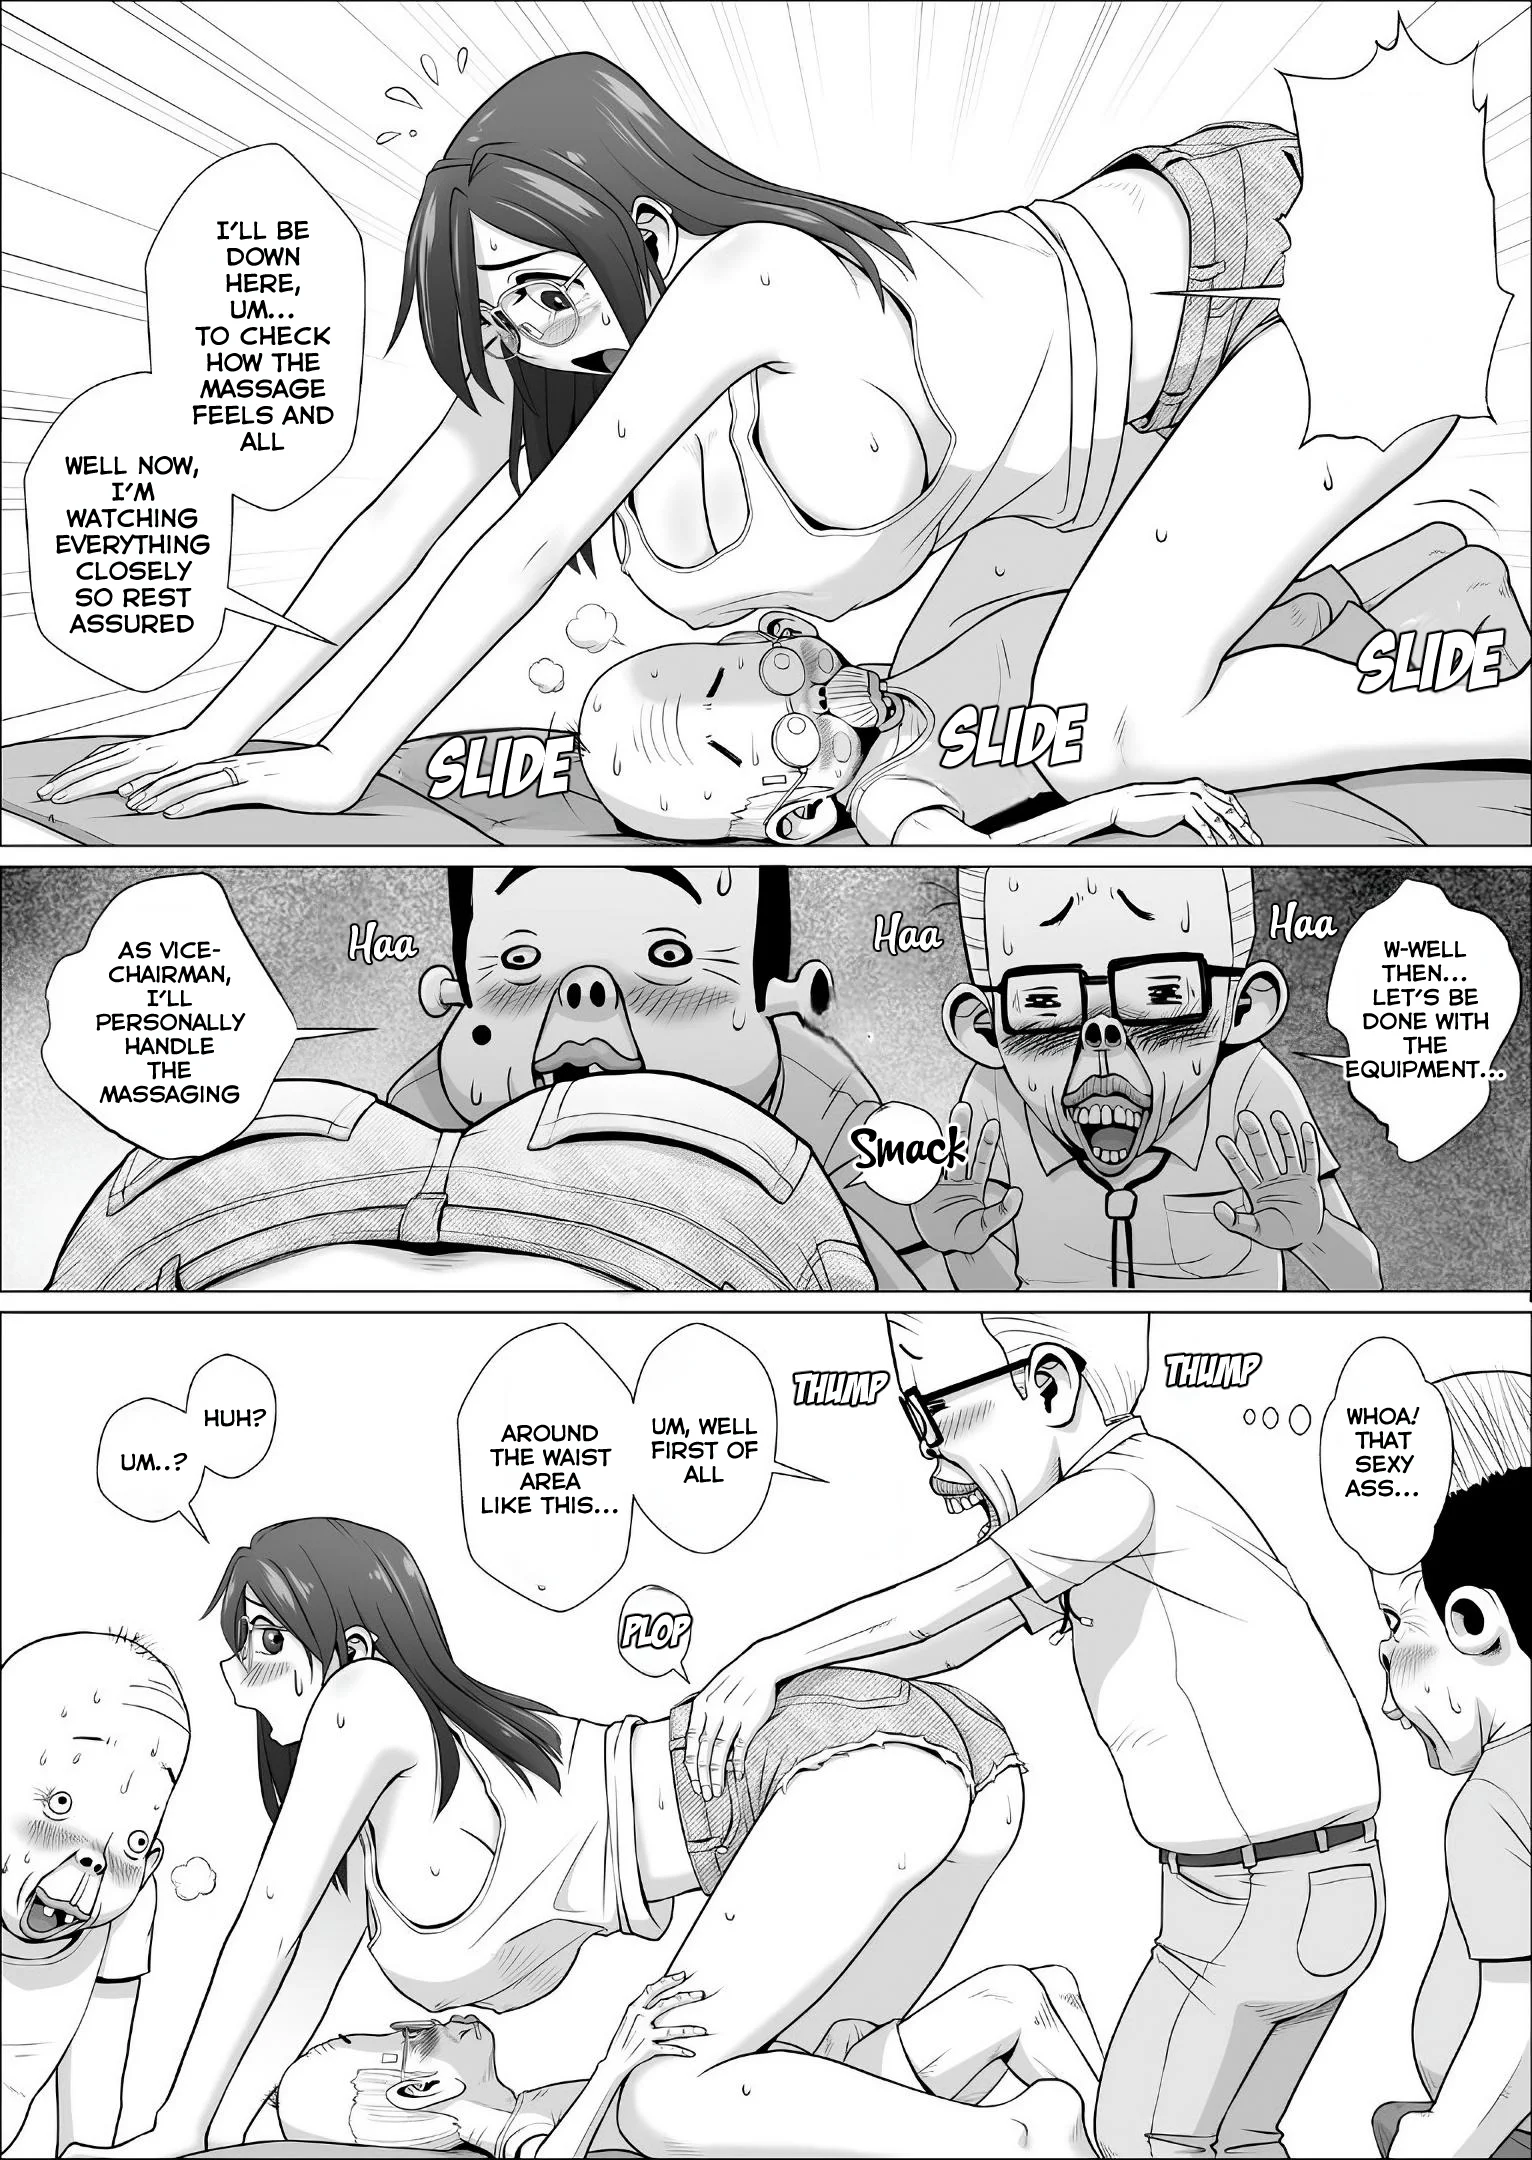 I'LL BE
DOWN
HERE,
UM...
TO CHECK
HOW THE
MASSAGE
FEELS AND
ALL
WELL NOW,
I'M
WATCHING
EVERYTHING
CLOSELY
SO REST
ASSURED
SLIDE
SLIDE
SLIDE
W-WELL
THEN...
LET'S BE
DONE WITH
THE
EQUIPMENT...
Haa
Haa
Haa
AS VICE-
CHAIRMAN,
I'LL
PERSONALLY
HANDLE
THE
MASSAGING
Smack
WHOA!
THAT
SEXY
ASS...
THUMP
THUMP
UM, WELL
FIRST OF
ALL
AROUND
THE WAIST
AREA
LIKE THIS...
PLOP
HUH?
UM..?